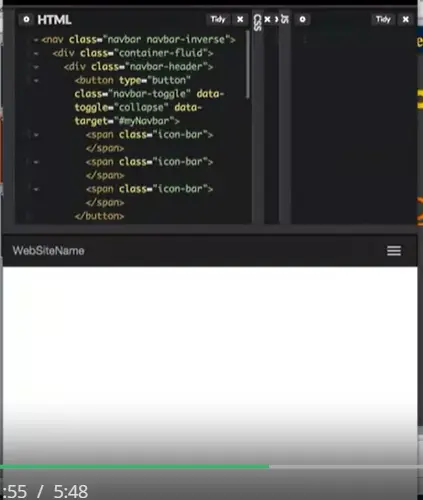 HTML
Tidy
CSS
JS
Tidy
<nav class="navbar navbar-inverse">
<div class="container-fluid">
<div class="navbar-header">
<button type="button"
class="navbar-toggle" data-
toggle="collapse" data-
target="#myNavbar">
<span class="icon-bar">
</span>
<span class="icon-bar">
</span>
<span class="icon-bar">
</span>
</button>
WebSiteName
:55 / 5:48